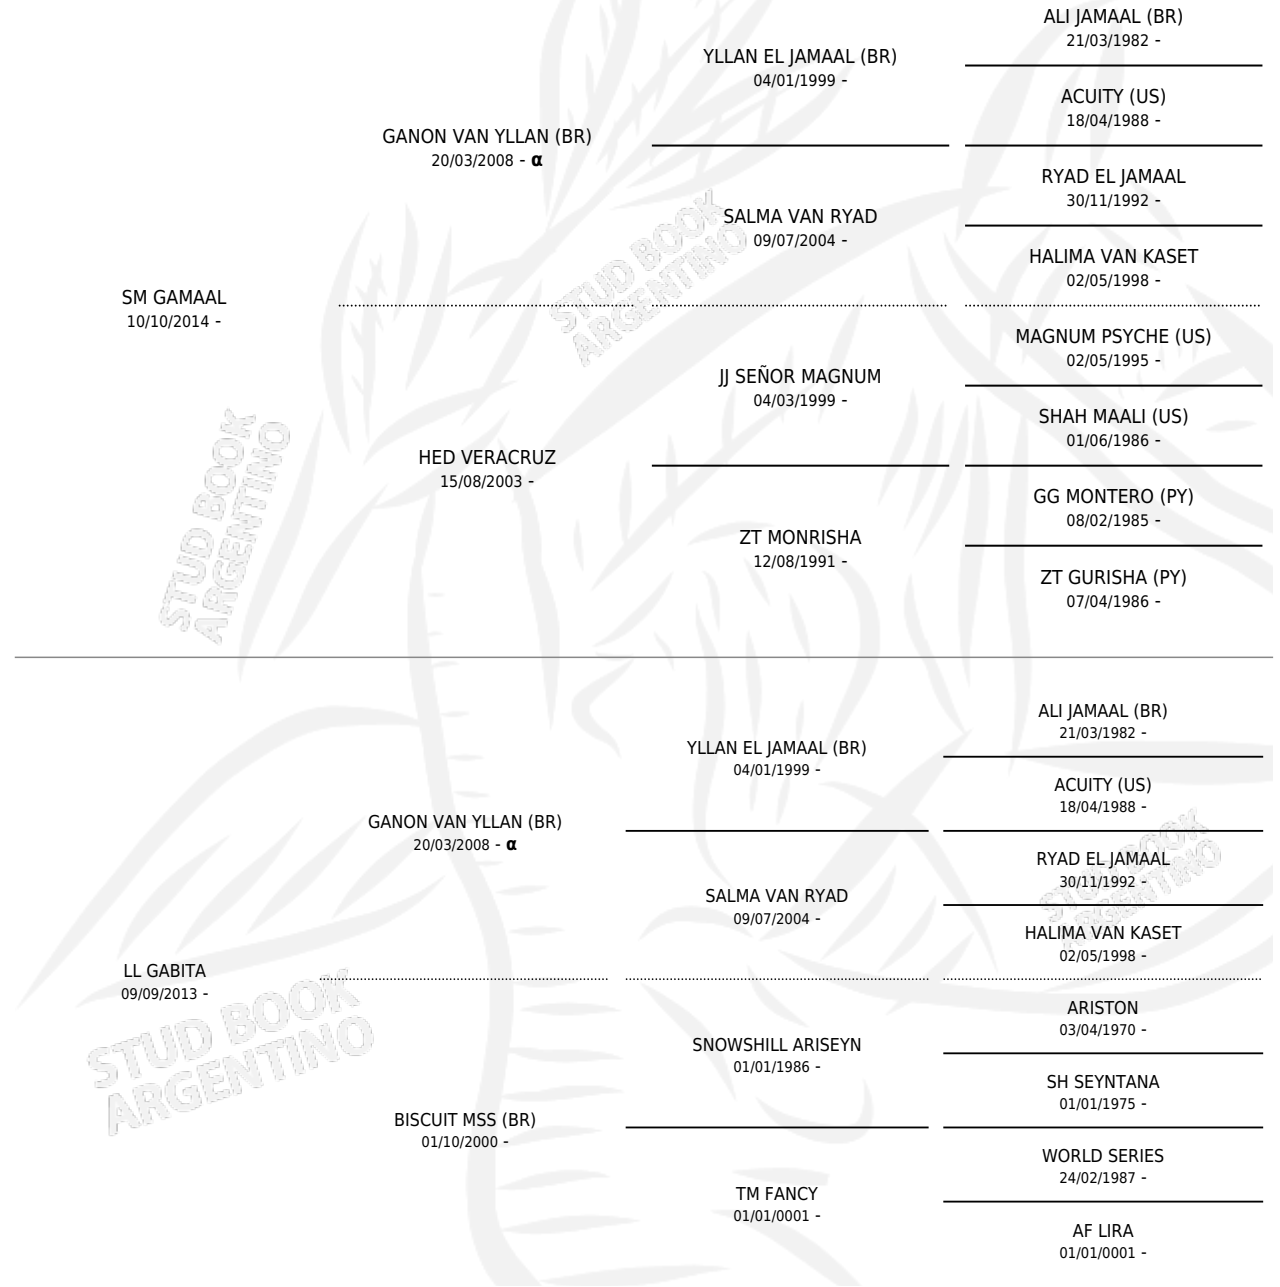 ALI JAMAAL (BR)
21/03/1982 -
YLLAN EL JAMAAL (BR)
04/01/1999 -
ACUITY (US)
18/04/1988 -
GANON VAN YLLAN (BR)
20/03/2008 - α
RYAD EL JAMAAL
30/11/1992 -
SALMA VAN RYAD
09/07/2004 -
HALIMA VAN KASET
02/05/1998 -
SM GAMAAL
10/10/2014 -
MAGNUM PSYCHE (US)
02/05/1995 -
JJ SEÑOR MAGNUM
04/03/1999 -
SHAH MAALI (US)
01/06/1986 -
HED VERACRUZ
15/08/2003 -
GG MONTERO (PY)
08/02/1985 -
ZT MONRISHA
12/08/1991 -
ZT GURISHA (PY)
07/04/1986 -
STUD BOOK
ARGENTINO
STUD BOOK
ARGENTINO
ALI JAMAAL (BR)
21/03/1982 -
YLLAN EL JAMAAL (BR)
04/01/1999 -
ACUITY (US)
18/04/1988 -
GANON VAN YLLAN (BR)
20/03/2008 - α
RYAD EL JAMAAL
30/11/1992 -
SALMA VAN RYAD
09/07/2004 -
HALIMA VAN KASET
02/05/1998 -
LL GABITA
09/09/2013 -
ARISTON
03/04/1970 -
SNOWSHILL ARISEYN
01/01/1986 -
SH SEYNTANA
01/01/1975 -
BISCUIT MSS (BR)
01/10/2000 -
WORLD SERIES
24/02/1987 -
TM FANCY
01/01/0001 -
AF LIRA
01/01/0001 -
STUD BOOK
ARGENTINO
STUD BOOK
ARGENTINO